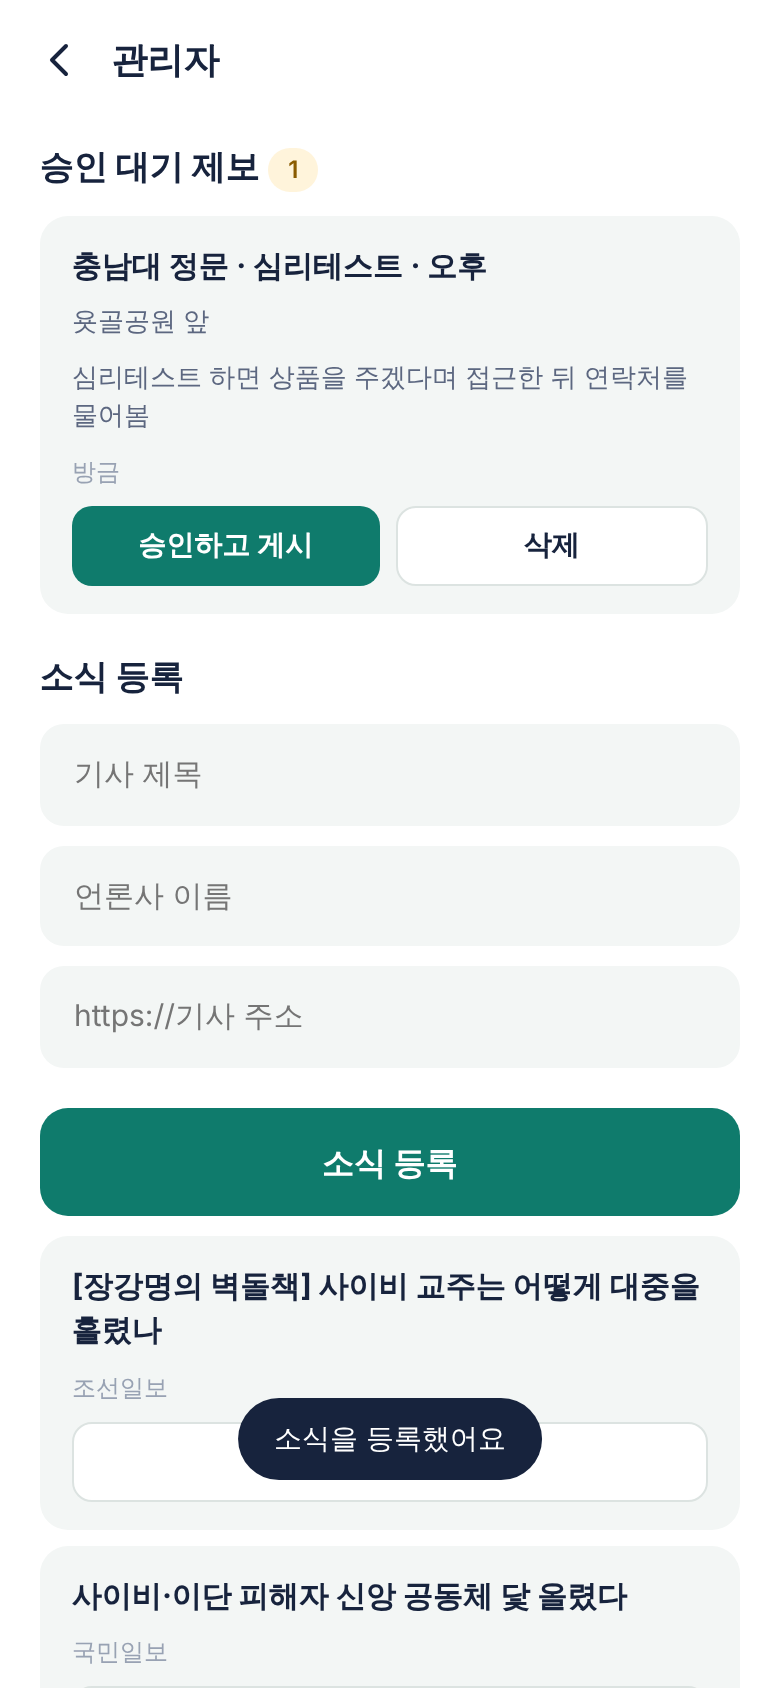 관리자
승인 대기 제보 1
충남대 정문 · 심리테스트 · 오후
욧골공원 앞
심리테스트 하면 상품을 주겠다며 접근한 뒤 연락처를
물어봄
방금
승인하고 게시
삭제
소식 등록
기사 제목
언론사 이름
https://기사 주소
소식 등록
[장강명의 벽돌책] 사이비 교주는 어떻게 대중을
홀렸나
조선일보
소식을 등록했어요
사이비·이단 피해자 신앙 공동체 닻 올렸다
국민일보